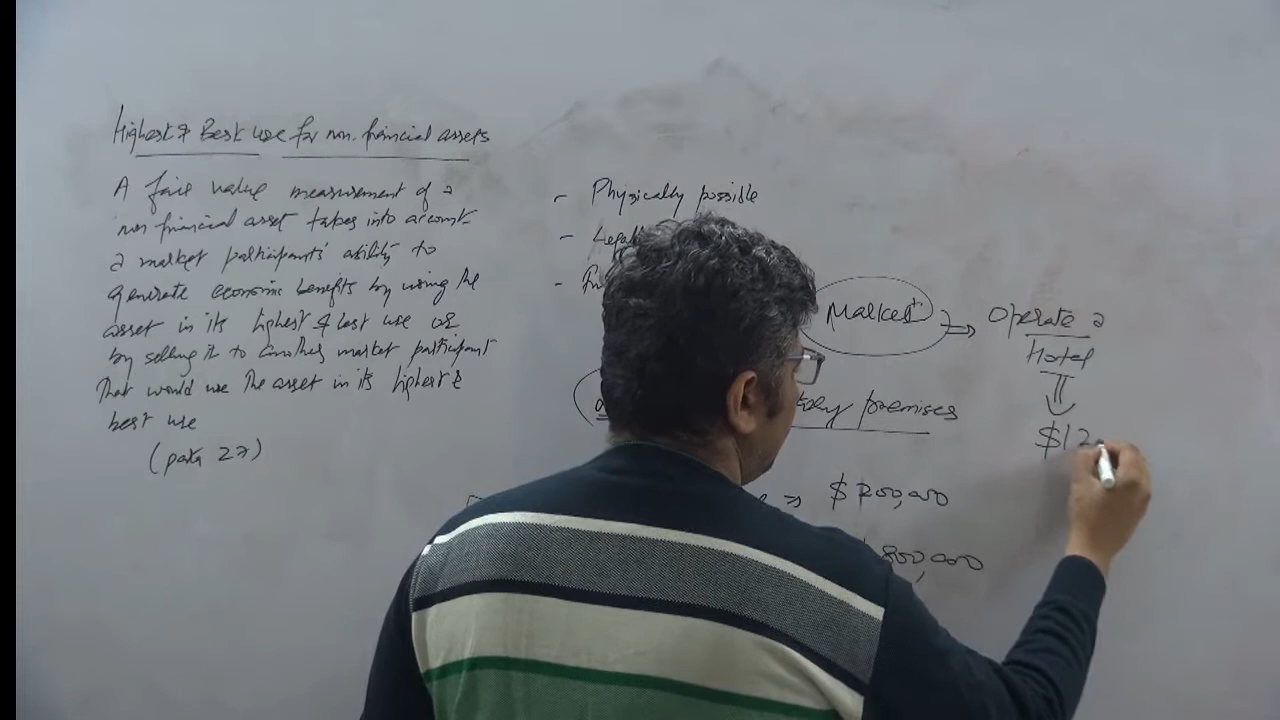 Highest & Best use for non. financial assets
A fair value measurement of a
non financial asset takes into account
a market participants' ability to
generate economic benefits by using the
asset in its highest & best use or
by selling it to another market participant
that would use the asset in its highest &
best use
(para 27)
- Physically possible
- Legal
-
Market ⇒ Operate a
Hotel
premises
$12
⇒ $700,000
800,000